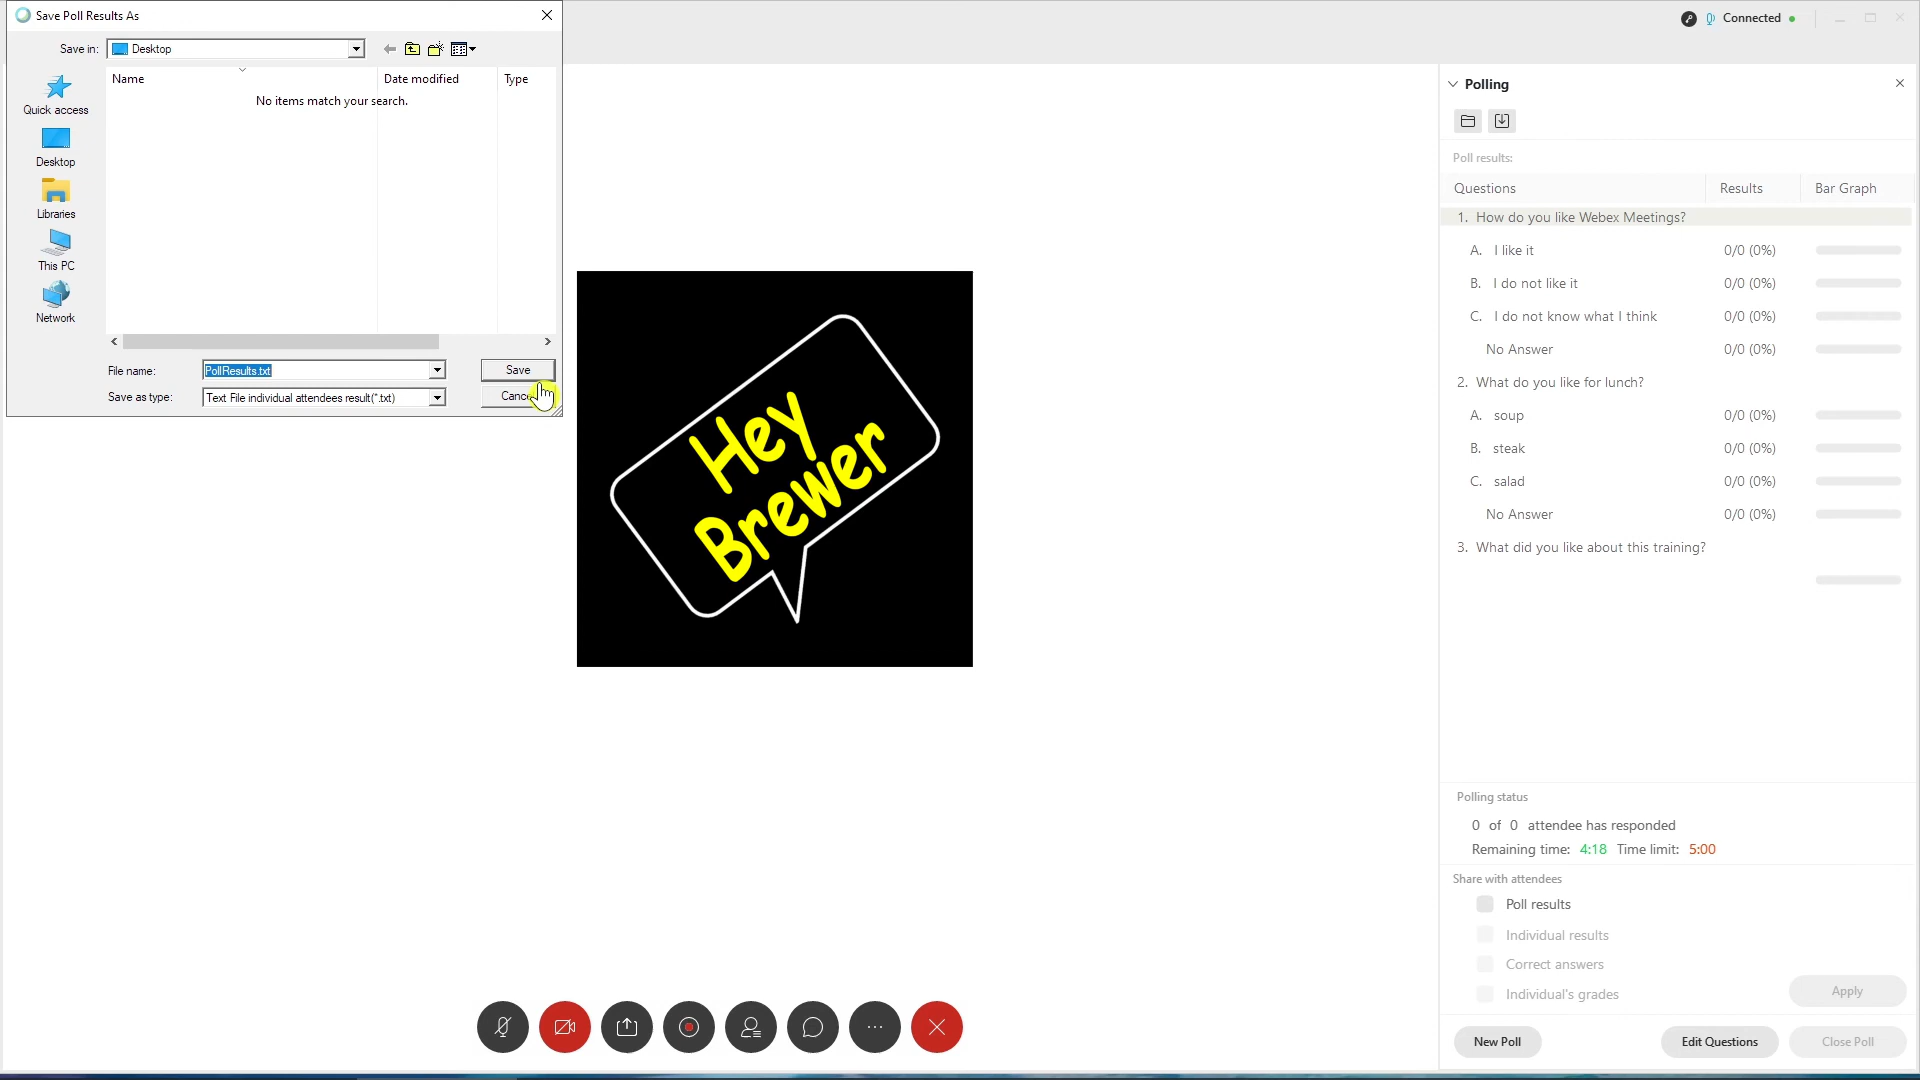 Save Poll Results As
Connected
Save in:
Desktop
Name
Date modified
Type
No items match your search.
Quick access
Desktop
Libraries
This PC
Network
File name:
PollResults.txt
Save
Save as type:
Text File individual attendees result(*.txt)
Hey
Brewer
Polling
Poll results:
Questions Results Bar Graph
1. How do you like Webex Meetings?
A. I like it 0/0 (0%)
B. I do not like it 0/0 (0%)
C. I do not know what I think 0/0 (0%)
No Answer 0/0 (0%)
2. What do you like for lunch?
A. soup 0/0 (0%)
B. steak 0/0 (0%)
C. salad 0/0 (0%)
No Answer 0/0 (0%)
3. What did you like about this training?
Polling status
0 of 0 attendee has responded
Remaining time: 4:18 Time limit: 5:00
Share with attendees
Poll results
Individual results
Correct answers
Individual's grades
Apply
New Poll
Edit Questions
Close Poll